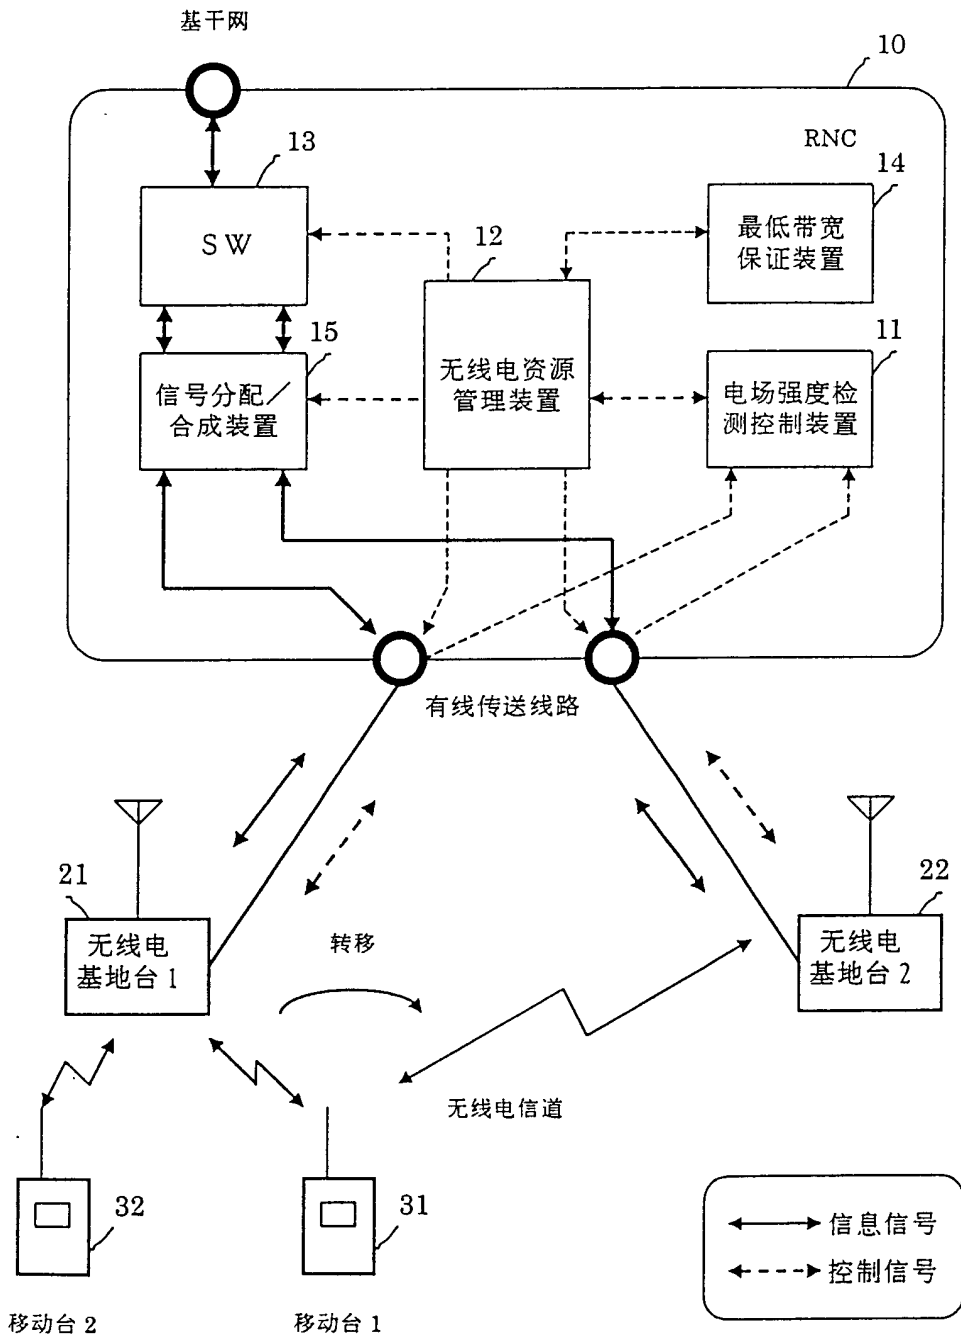 基干网
10
RNC
13
14
SW
最低带宽
保证装置
12
15
11
信号分配／
合成装置
无线电资源
管理装置
电场强度检
测控制装置
有线传送线路
21
22
无线电
基地台1
转移
无线电
基地台2
无线电信道
32
31
信息信号
控制信号
移动台2
移动台1